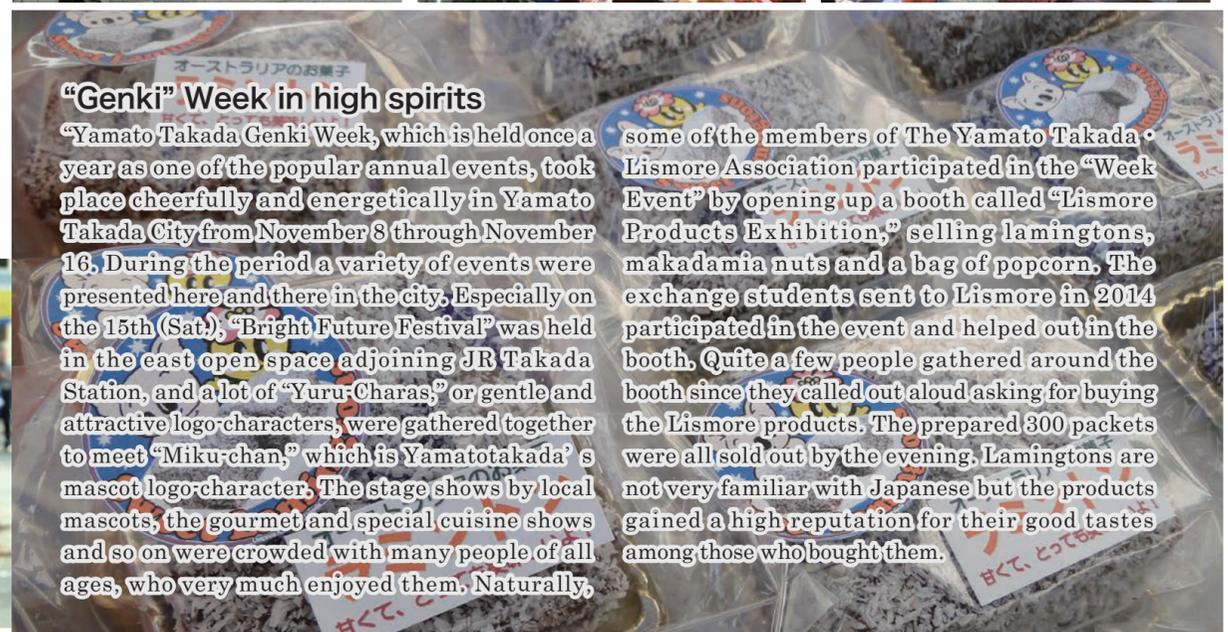 “Genki” Week in high spirits
“Yamato Takada Genki Week, which is held once a
year as one of the popular annual events, took
place cheerfully and energetically in Yamato
Takada City from November 8 through November
16. During the period a variety of events were
presented here and there in the city. Especially on
the 15th (Sat.), “Bright Future Festival” was held
in the east open space adjoining JR Takada
Station, and a lot of “Yuru-Charas,” or gentle and
attractive logo-characters, were gathered together
to meet “Miku-chan,” which is Yamatotakada’ s
mascot logo-character. The stage shows by local
mascots, the gourmet and special cuisine shows
and so on were crowded with many people of all
ages, who very much enjoyed them. Naturally,
some of the members of The Yamato Takada・
Lismore Association participated in the “Week
Event” by opening up a booth called “Lismore
Products Exhibition,” selling lamingtons,
makadamia nuts and a bag of popcorn. The
exchange students sent to Lismore in 2014
participated in the event and helped out in the
booth. Quite a few people gathered around the
booth since they called out aloud asking for buying
the Lismore products. The prepared 300 packets
were all sold out by the evening. Lamingtons are
not very familiar with Japanese but the products
gained a high reputation for their good tastes
among those who bought them.
オーストラリアのお菓子